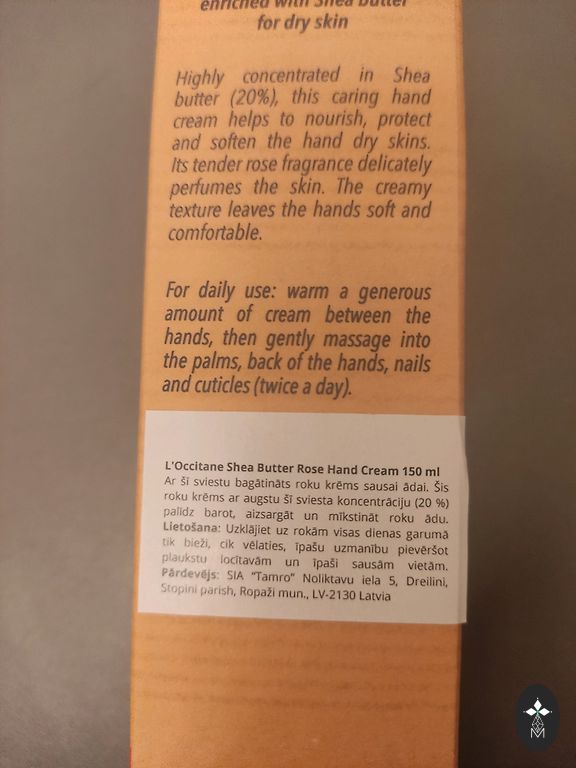 enriched with Shea butter
for dry skin
Highly concentrated in Shea
butter (20%), this caring hand
cream helps to nourish, protect
and soften the hand dry skins.
Its tender rose fragrance delicately
perfumes the skin. The creamy
texture leaves the hands soft and
comfortable.
For daily use: warm a generous
amount of cream between the
hands, then gently massage into
the palms, back of the hands, nails
and cuticles (twice a day).
L'Occitane Shea Butter Rose Hand Cream 150 ml
Ar šī sviestu bagātināts roku krēms sausai ādai. Šis
roku krēms ar augstu šī sviesta koncentrāciju (20 %)
palīdz barot, aizsargāt un mīkstināt roku ādu.
Lietošana: Uzklājiet uz rokām visas dienas garumā
tik bieži, cik vēlaties, īpašu uzmanību pievēršot
plaukstu locītavām un īpaši sausām vietām.
Pārdevējs: SIA "Tamro" Noliktavu iela 5, Dreilini,
Stopini parish, Ropaži mun., LV-2130 Latvia
M